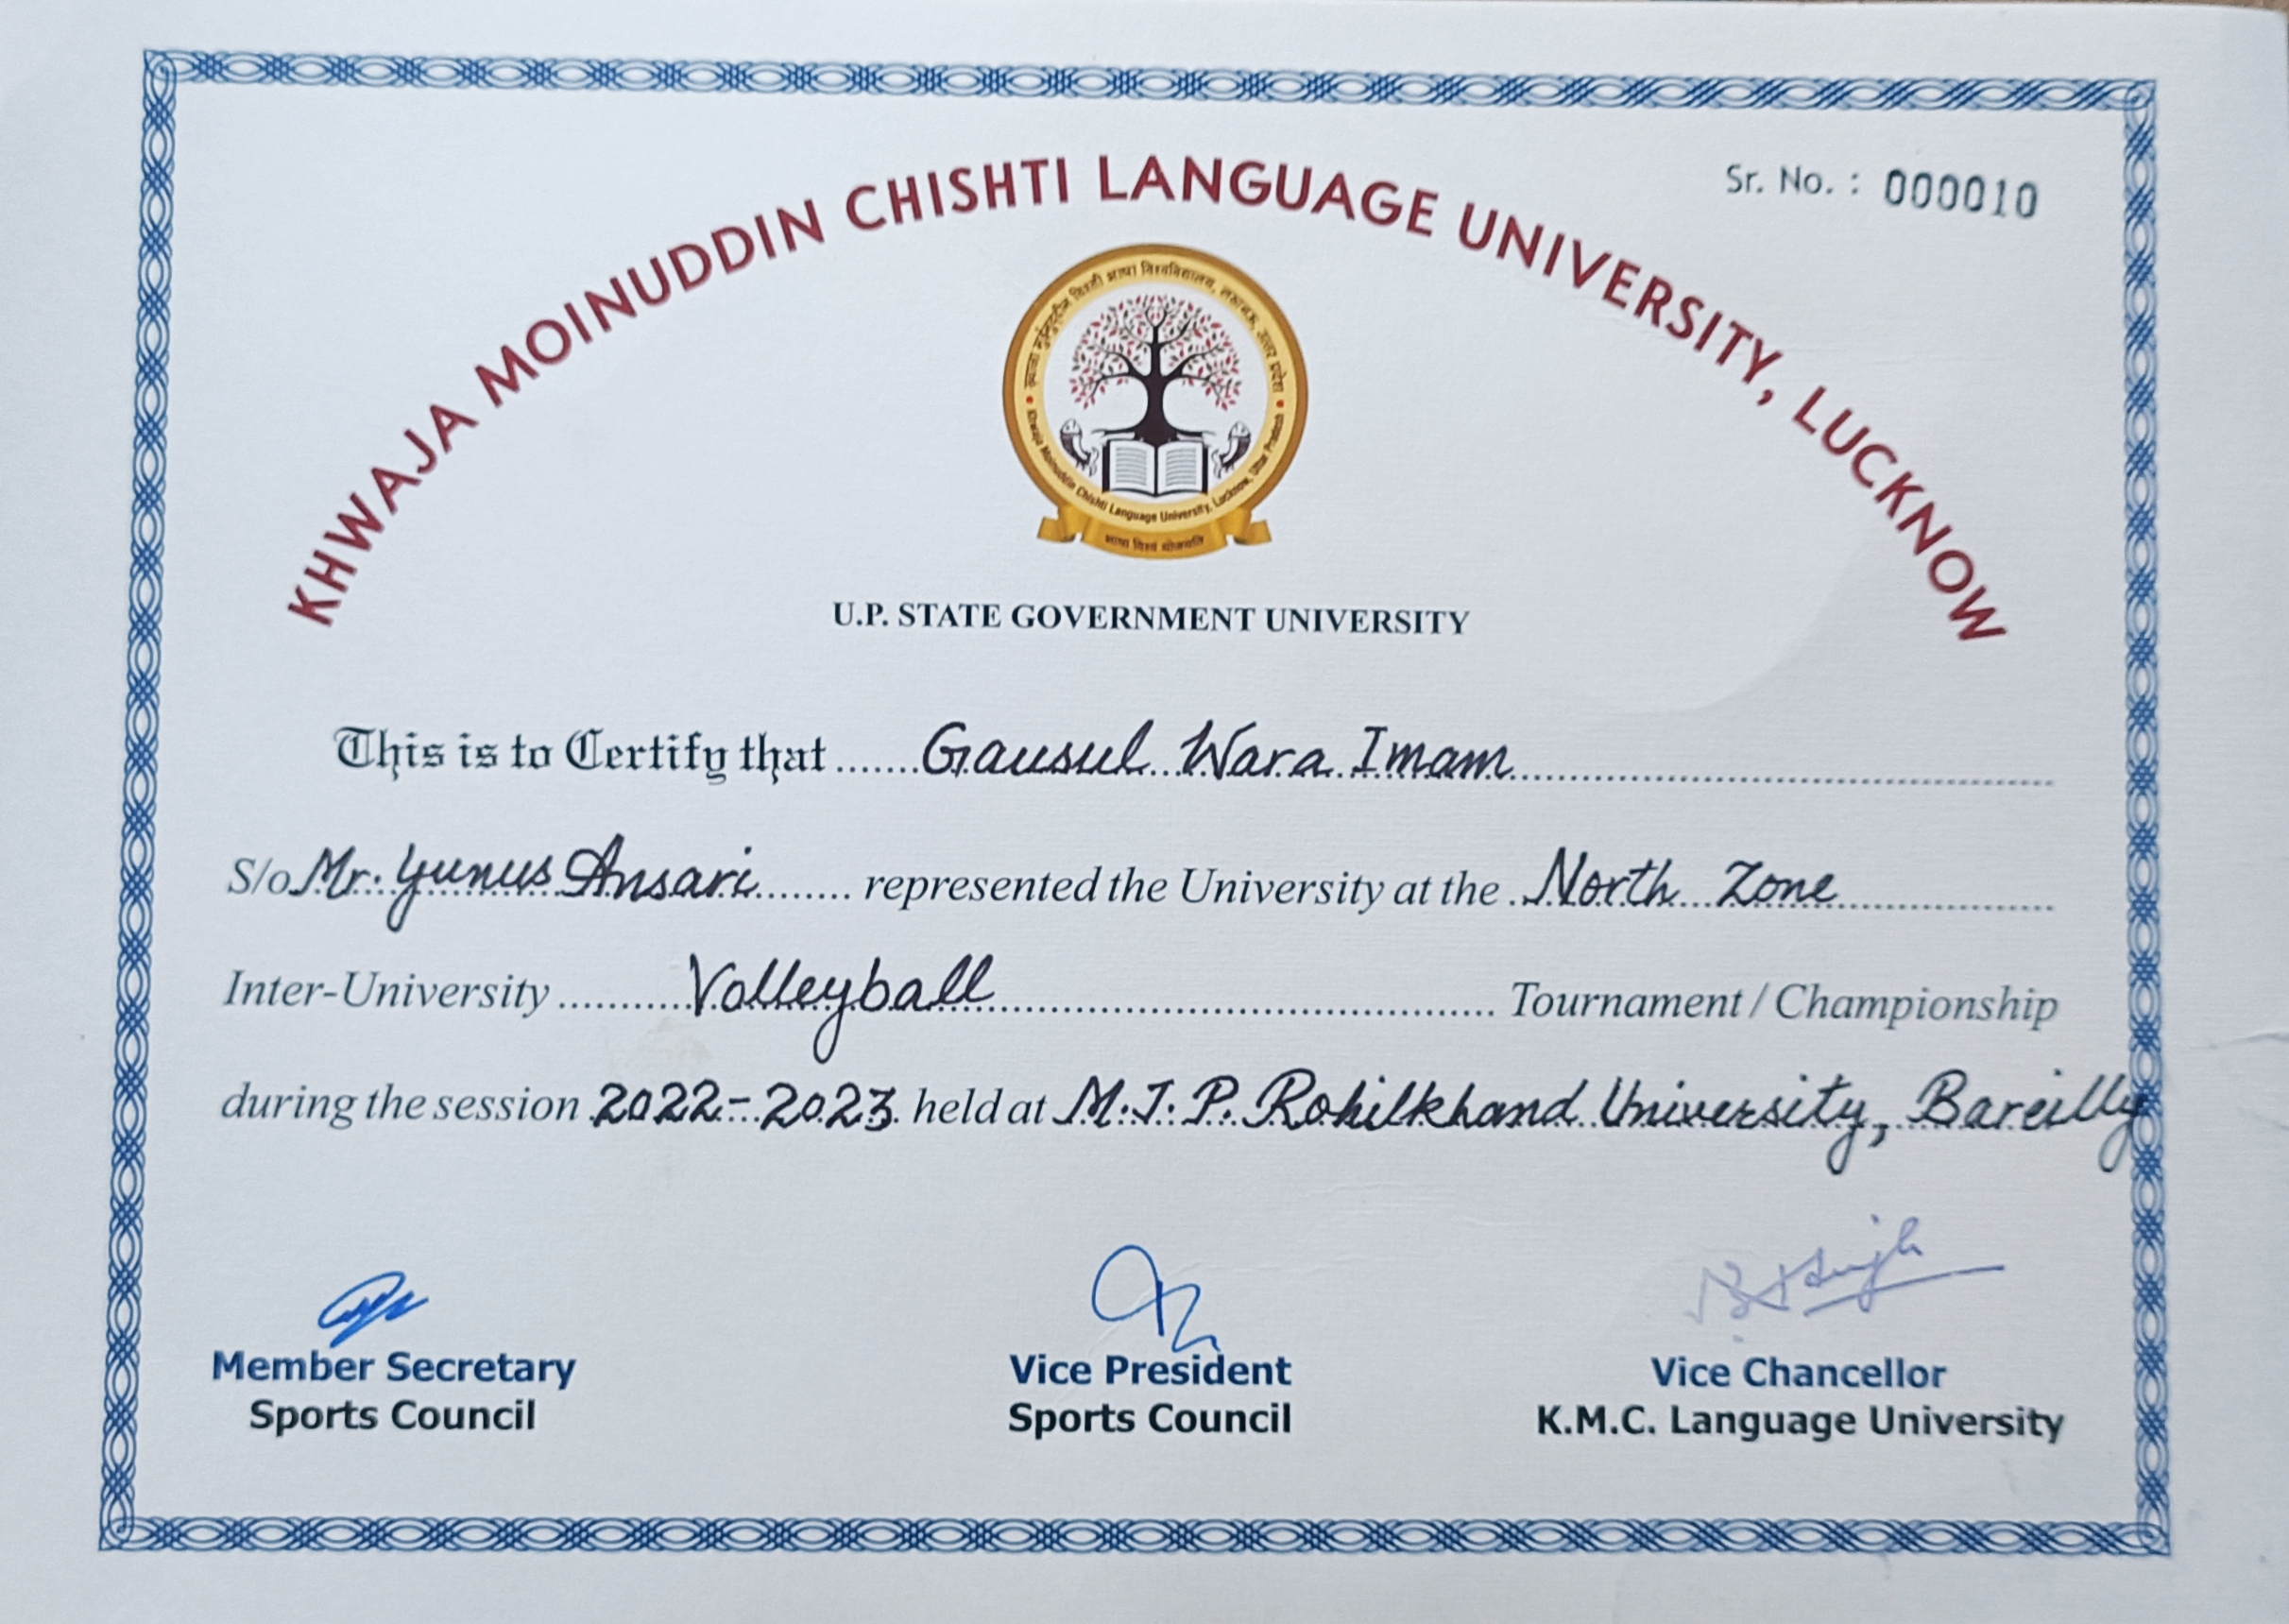 KHWAJA MOINUDDIN CHISHTI LANGUAGE UNIVERSITY, LUCKNOW
Sr. No. : 000010
ख़्वाजा मुईनुद्दीन चिश्ती भाषा विश्वविद्यालय, लखनऊ, उत्तर प्रदेश
Khwaja Moinuddin Chishti Language University, Lucknow, Uttar Pradesh
U.P. STATE GOVERNMENT UNIVERSITY
This is to Certify that Gausul Wara Imam
S/o Mr. Yunus Ansari represented the University at the North Zone
Inter-University Volleyball Tournament / Championship
during the session 2022-2023 held at M.J.P. Rohilkhand University, Bareilly
Member Secretary
Sports Council
Vice President
Sports Council
Vice Chancellor
K.M.C. Language University